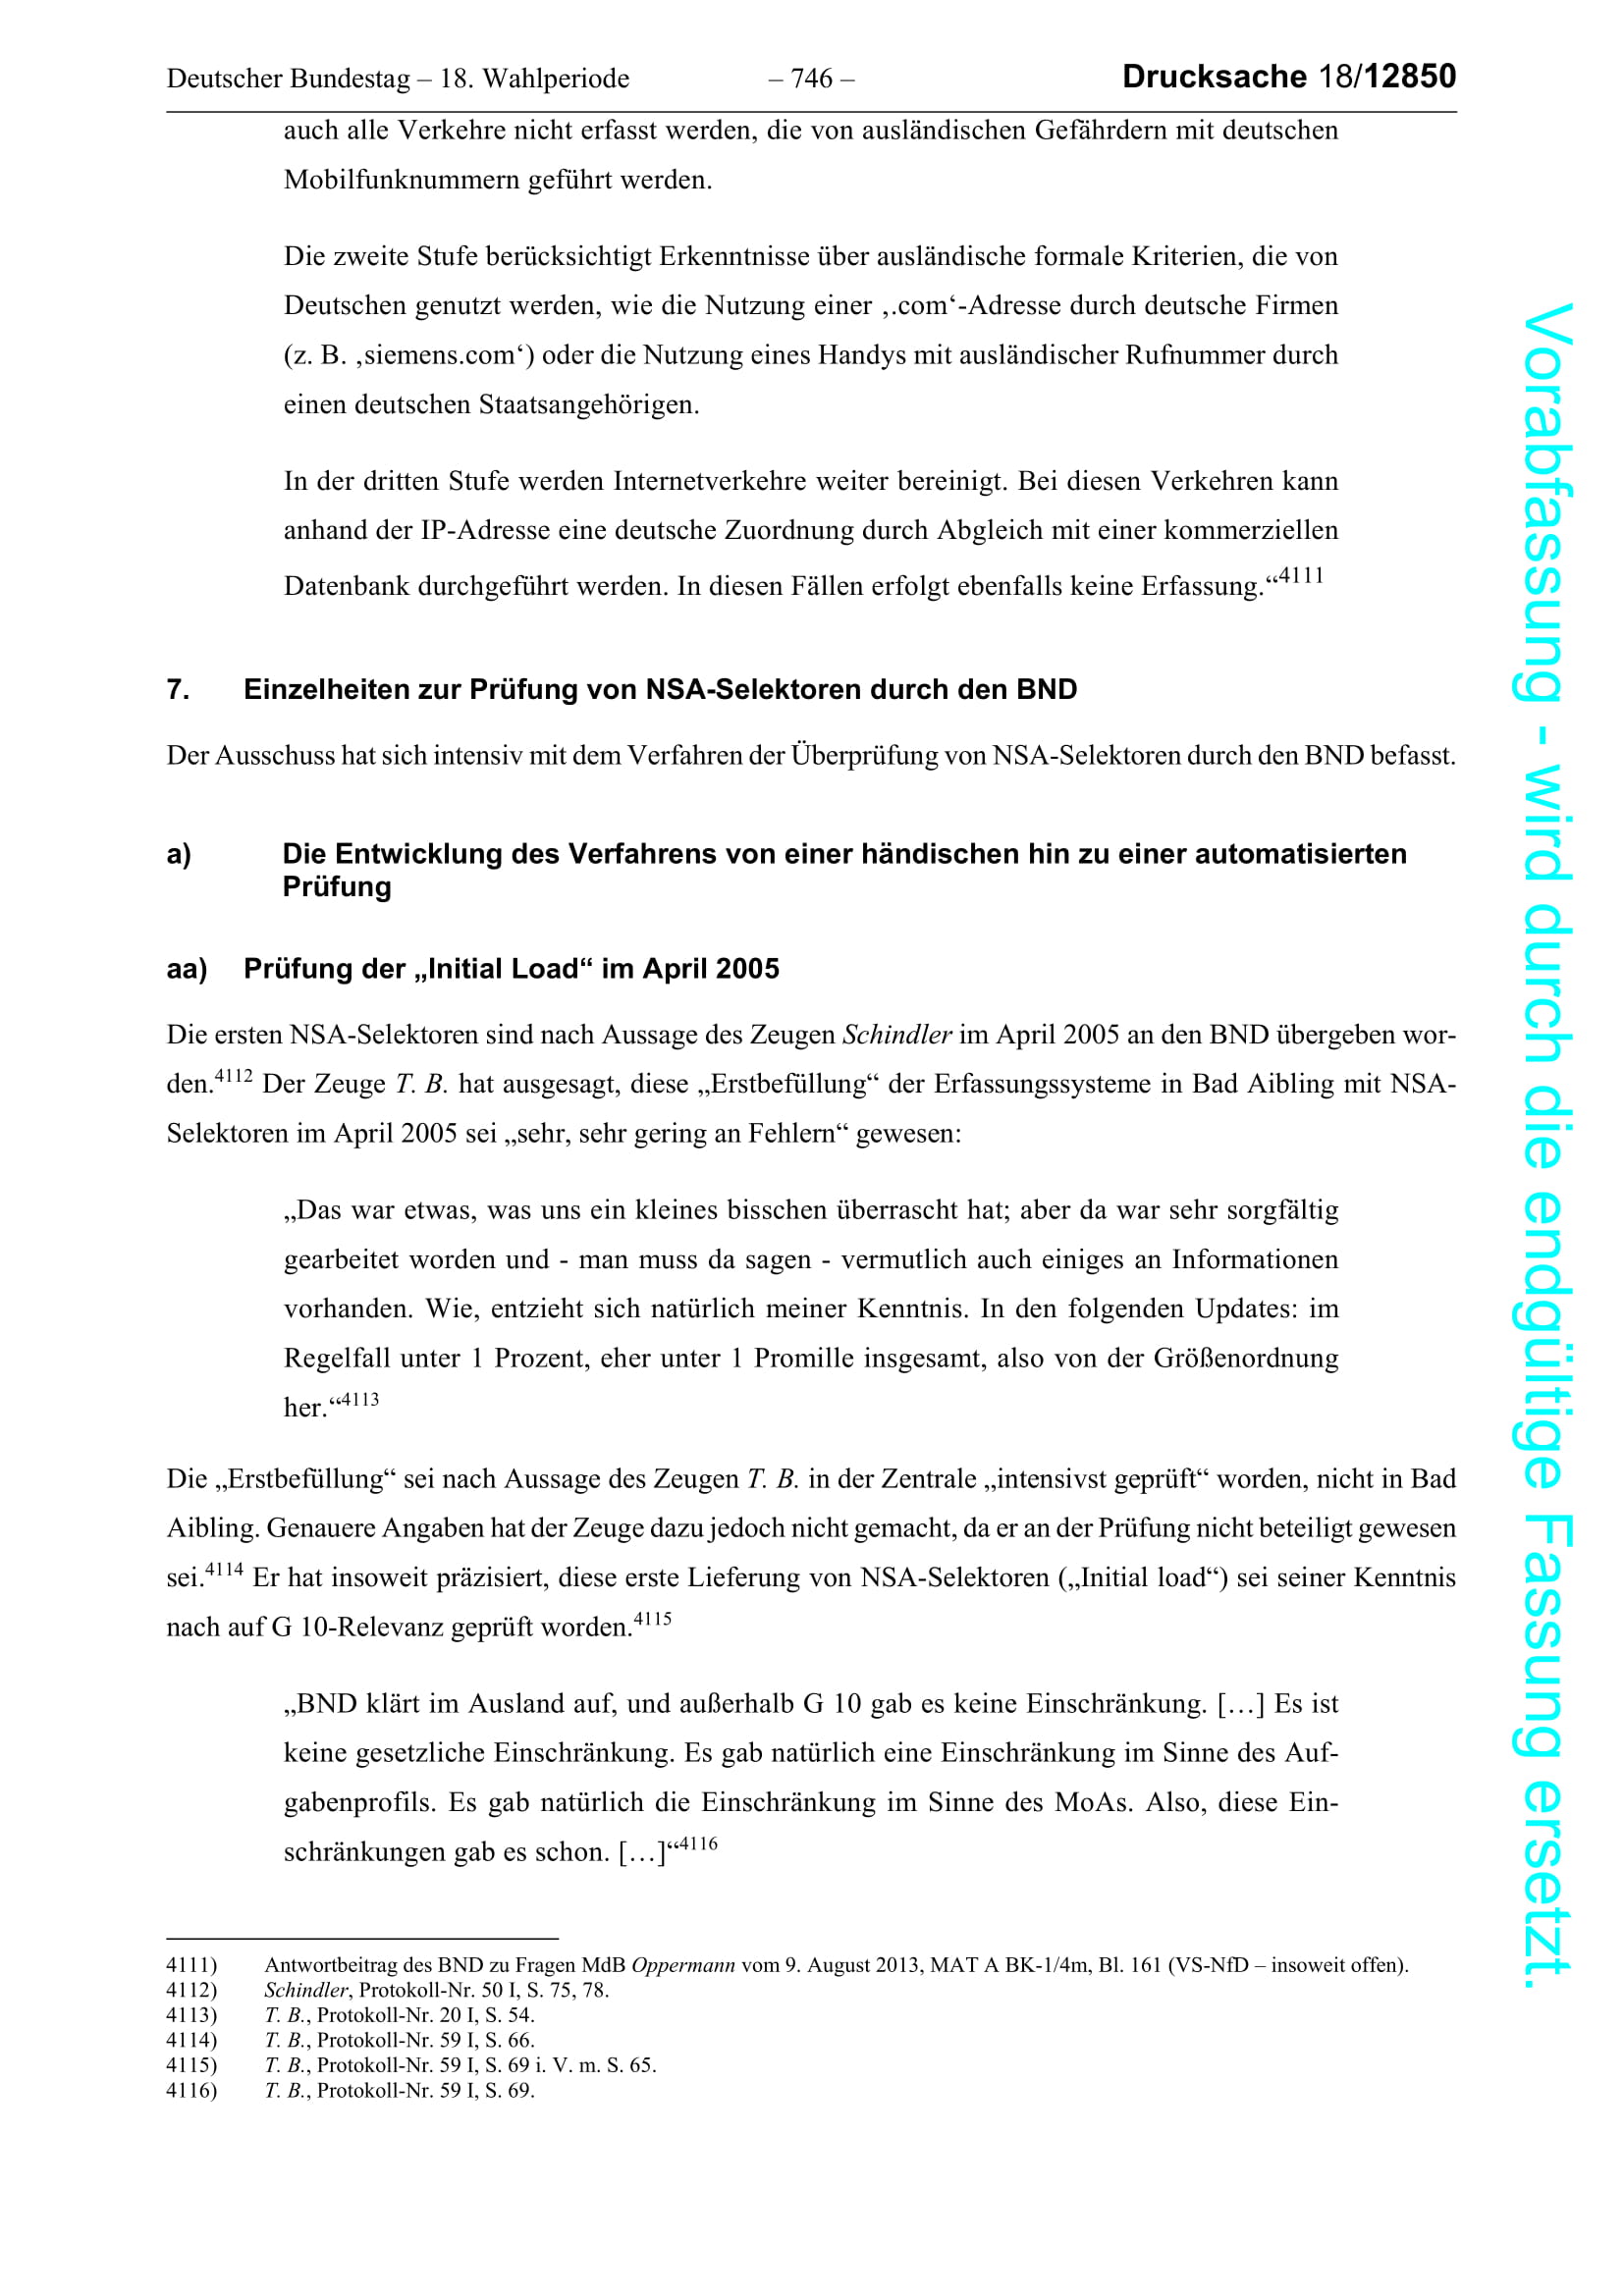 Deutscher Bundestag – 18. Wahlperiode – 746 – Drucksache 18/12850
auch alle Verkehre nicht erfasst werden, die von ausländischen Gefährdern mit deutschen
Mobilfunknummern geführt werden.
Die zweite Stufe berücksichtigt Erkenntnisse über ausländische formale Kriterien, die von
Deutschen genutzt werden, wie die Nutzung einer ‚.com‘-Adresse durch deutsche Firmen
(z. B. ‚siemens.com‘) oder die Nutzung eines Handys mit ausländischer Rufnummer durch
einen deutschen Staatsangehörigen.
In der dritten Stufe werden Internetverkehre weiter bereinigt. Bei diesen Verkehren kann
anhand der IP-Adresse eine deutsche Zuordnung durch Abgleich mit einer kommerziellen
Datenbank durchgeführt werden. In diesen Fällen erfolgt ebenfalls keine Erfassung.“4111
7. Einzelheiten zur Prüfung von NSA-Selektoren durch den BND
Der Ausschuss hat sich intensiv mit dem Verfahren der Überprüfung von NSA-Selektoren durch den BND befasst.
a) Die Entwicklung des Verfahrens von einer händischen hin zu einer automatisierten
Prüfung
aa) Prüfung der „Initial Load“ im April 2005
Die ersten NSA-Selektoren sind nach Aussage des Zeugen Schindler im April 2005 an den BND übergeben wor-
den.4112 Der Zeuge T. B. hat ausgesagt, diese „Erstbefüllung“ der Erfassungssysteme in Bad Aibling mit NSA-
Selektoren im April 2005 sei „sehr, sehr gering an Fehlern“ gewesen:
„Das war etwas, was uns ein kleines bisschen überrascht hat; aber da war sehr sorgfältig
gearbeitet worden und - man muss da sagen - vermutlich auch einiges an Informationen
vorhanden. Wie, entzieht sich natürlich meiner Kenntnis. In den folgenden Updates: im
Regelfall unter 1 Prozent, eher unter 1 Promille insgesamt, also von der Größenordnung
her.“4113
Die „Erstbefüllung“ sei nach Aussage des Zeugen T. B. in der Zentrale „intensivst geprüft“ worden, nicht in Bad
Aibling. Genauere Angaben hat der Zeuge dazu jedoch nicht gemacht, da er an der Prüfung nicht beteiligt gewesen
sei.4114 Er hat insoweit präzisiert, diese erste Lieferung von NSA-Selektoren („Initial load“) sei seiner Kenntnis
nach auf G 10-Relevanz geprüft worden.4115
„BND klärt im Ausland auf, und außerhalb G 10 gab es keine Einschränkung. […] Es ist
keine gesetzliche Einschränkung. Es gab natürlich eine Einschränkung im Sinne des Auf-
gabenprofils. Es gab natürlich die Einschränkung im Sinne des MoAs. Also, diese Ein-
schränkungen gab es schon. […]“4116
4111) Antwortbeitrag des BND zu Fragen MdB Oppermann vom 9. August 2013, MAT A BK-1/4m, Bl. 161 (VS-NfD – insoweit offen).
4112) Schindler, Protokoll-Nr. 50 I, S. 75, 78.
4113) T. B., Protokoll-Nr. 20 I, S. 54.
4114) T. B., Protokoll-Nr. 59 I, S. 66.
4115) T. B., Protokoll-Nr. 59 I, S. 69 i. V. m. S. 65.
4116) T. B., Protokoll-Nr. 59 I, S. 69.
Vorabfassung - wird durch die endgültige Fassung ersetzt.